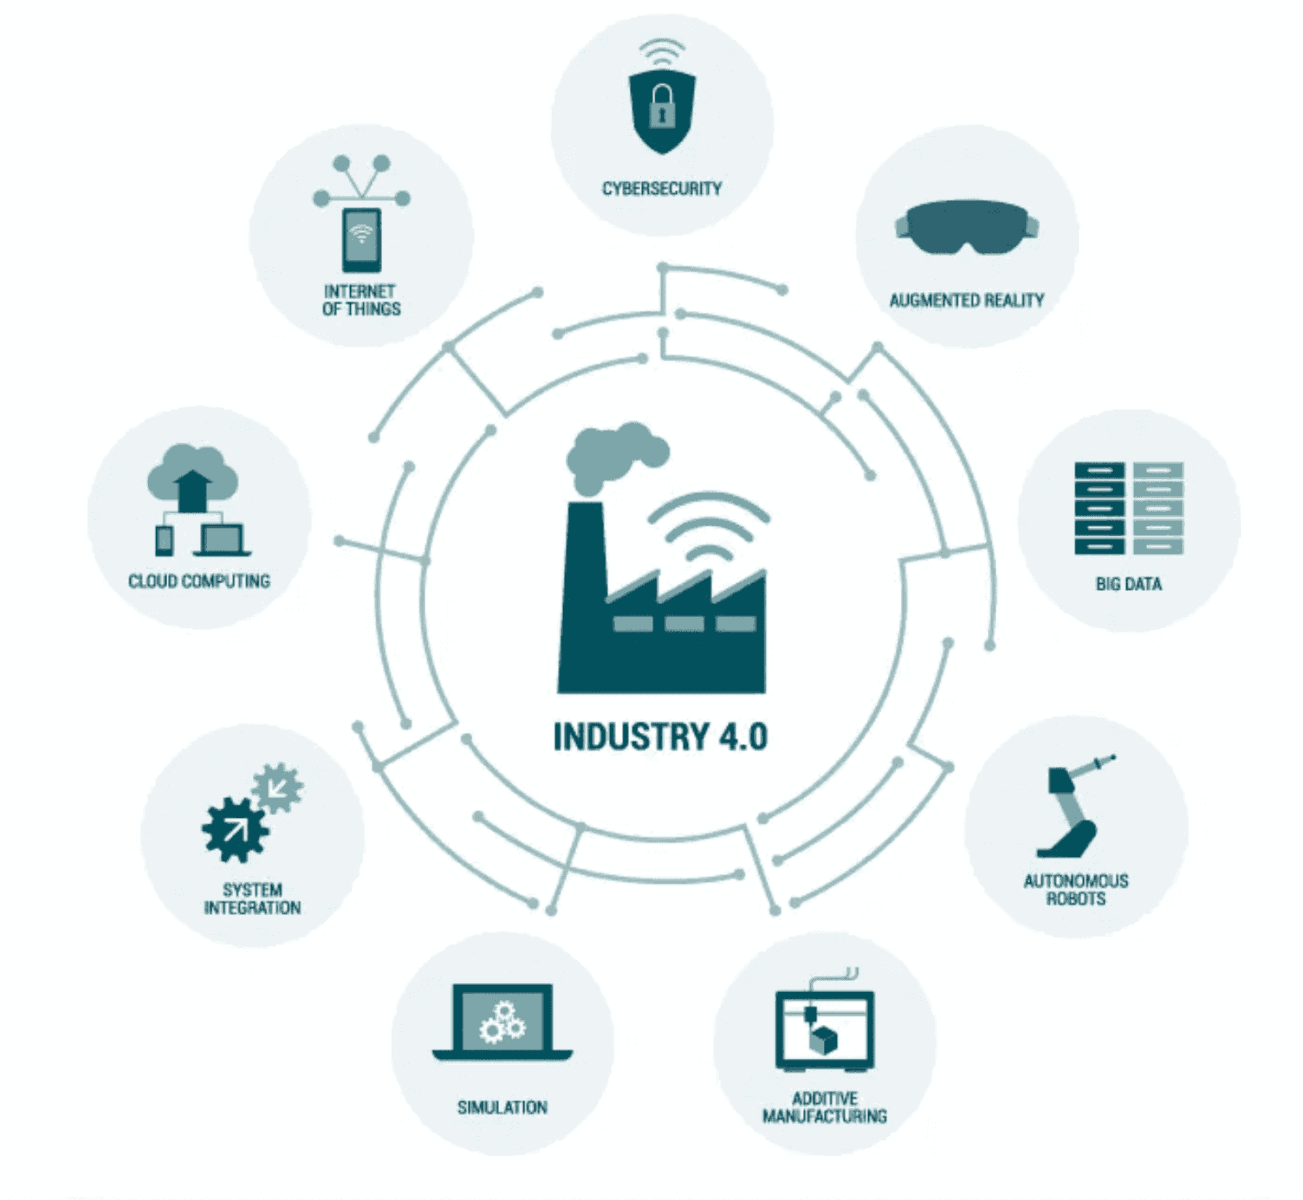 CYBERSECURITY
INTERNET
OF THINGS
AUGMENTED REALITY
CLOUD COMPUTING
BIG DATA
INDUSTRY 4.0
SYSTEM
INTEGRATION
AUTONOMOUS
ROBOTS
SIMULATION
ADDITIVE
MANUFACTURING